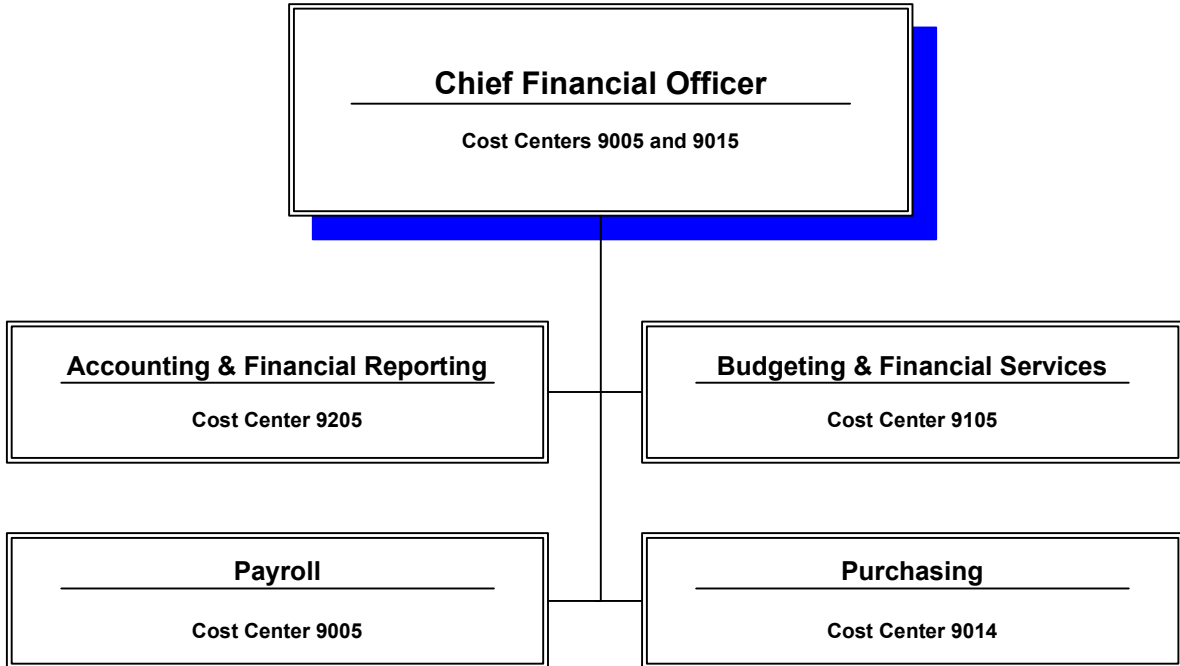 Chief Financial Officer
Cost Centers 9005 and 9015
Accounting & Financial Reporting
Cost Center 9205
Budgeting & Financial Services
Cost Center 9105
Payroll
Cost Center 9005
Purchasing
Cost Center 9014